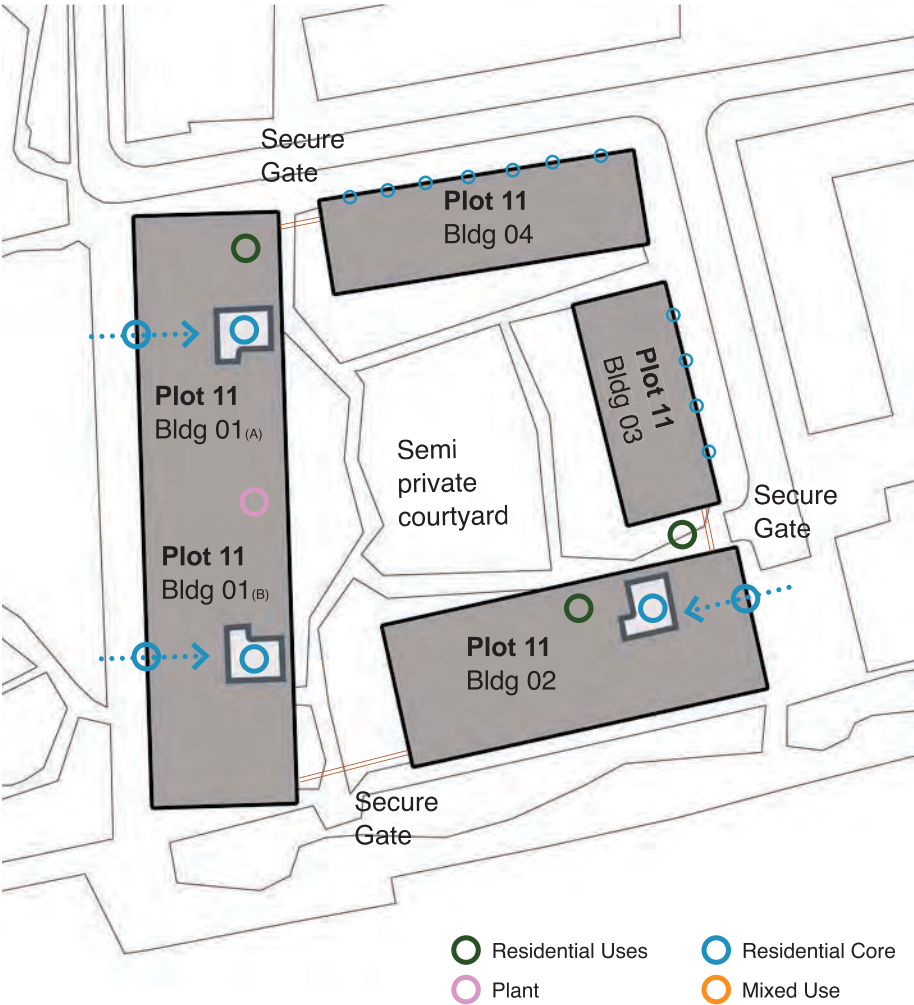 Secure
Gate
Plot 11
Bldg 04
Plot 11
Bldg 03
Plot 11
Bldg 01(A)
Semi
private
courtyard
Secure
Gate
Plot 11
Bldg 01(B)
Plot 11
Bldg 02
Secure
Gate
Residential Uses
Residential Core
Plant
Mixed Use